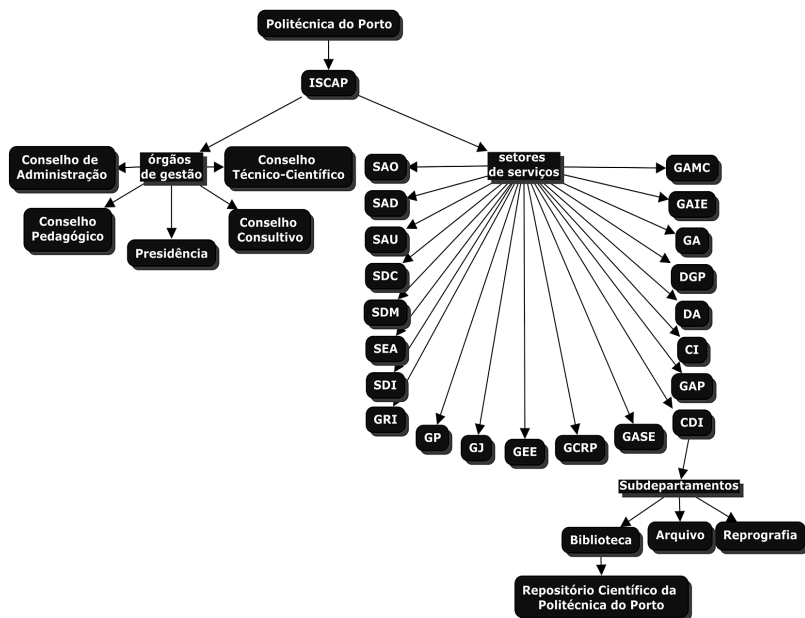 Politécnica do Porto
ISCAP
órgãos
de gestão
Conselho de
Administração
Conselho
Técnico-Científico
Conselho
Pedagógico
Presidência
Conselho
Consultivo
setores
de serviços
SAO
SAD
SAU
SDC
SDM
SEA
SDI
GRI
GP
GJ
GEE
GCRP
GASE
GAMC
GAIE
GA
DGP
DA
CI
GAP
CDI
Subdepartamentos
Biblioteca
Arquivo
Reprografia
Repositório Científico da
Politécnica do Porto